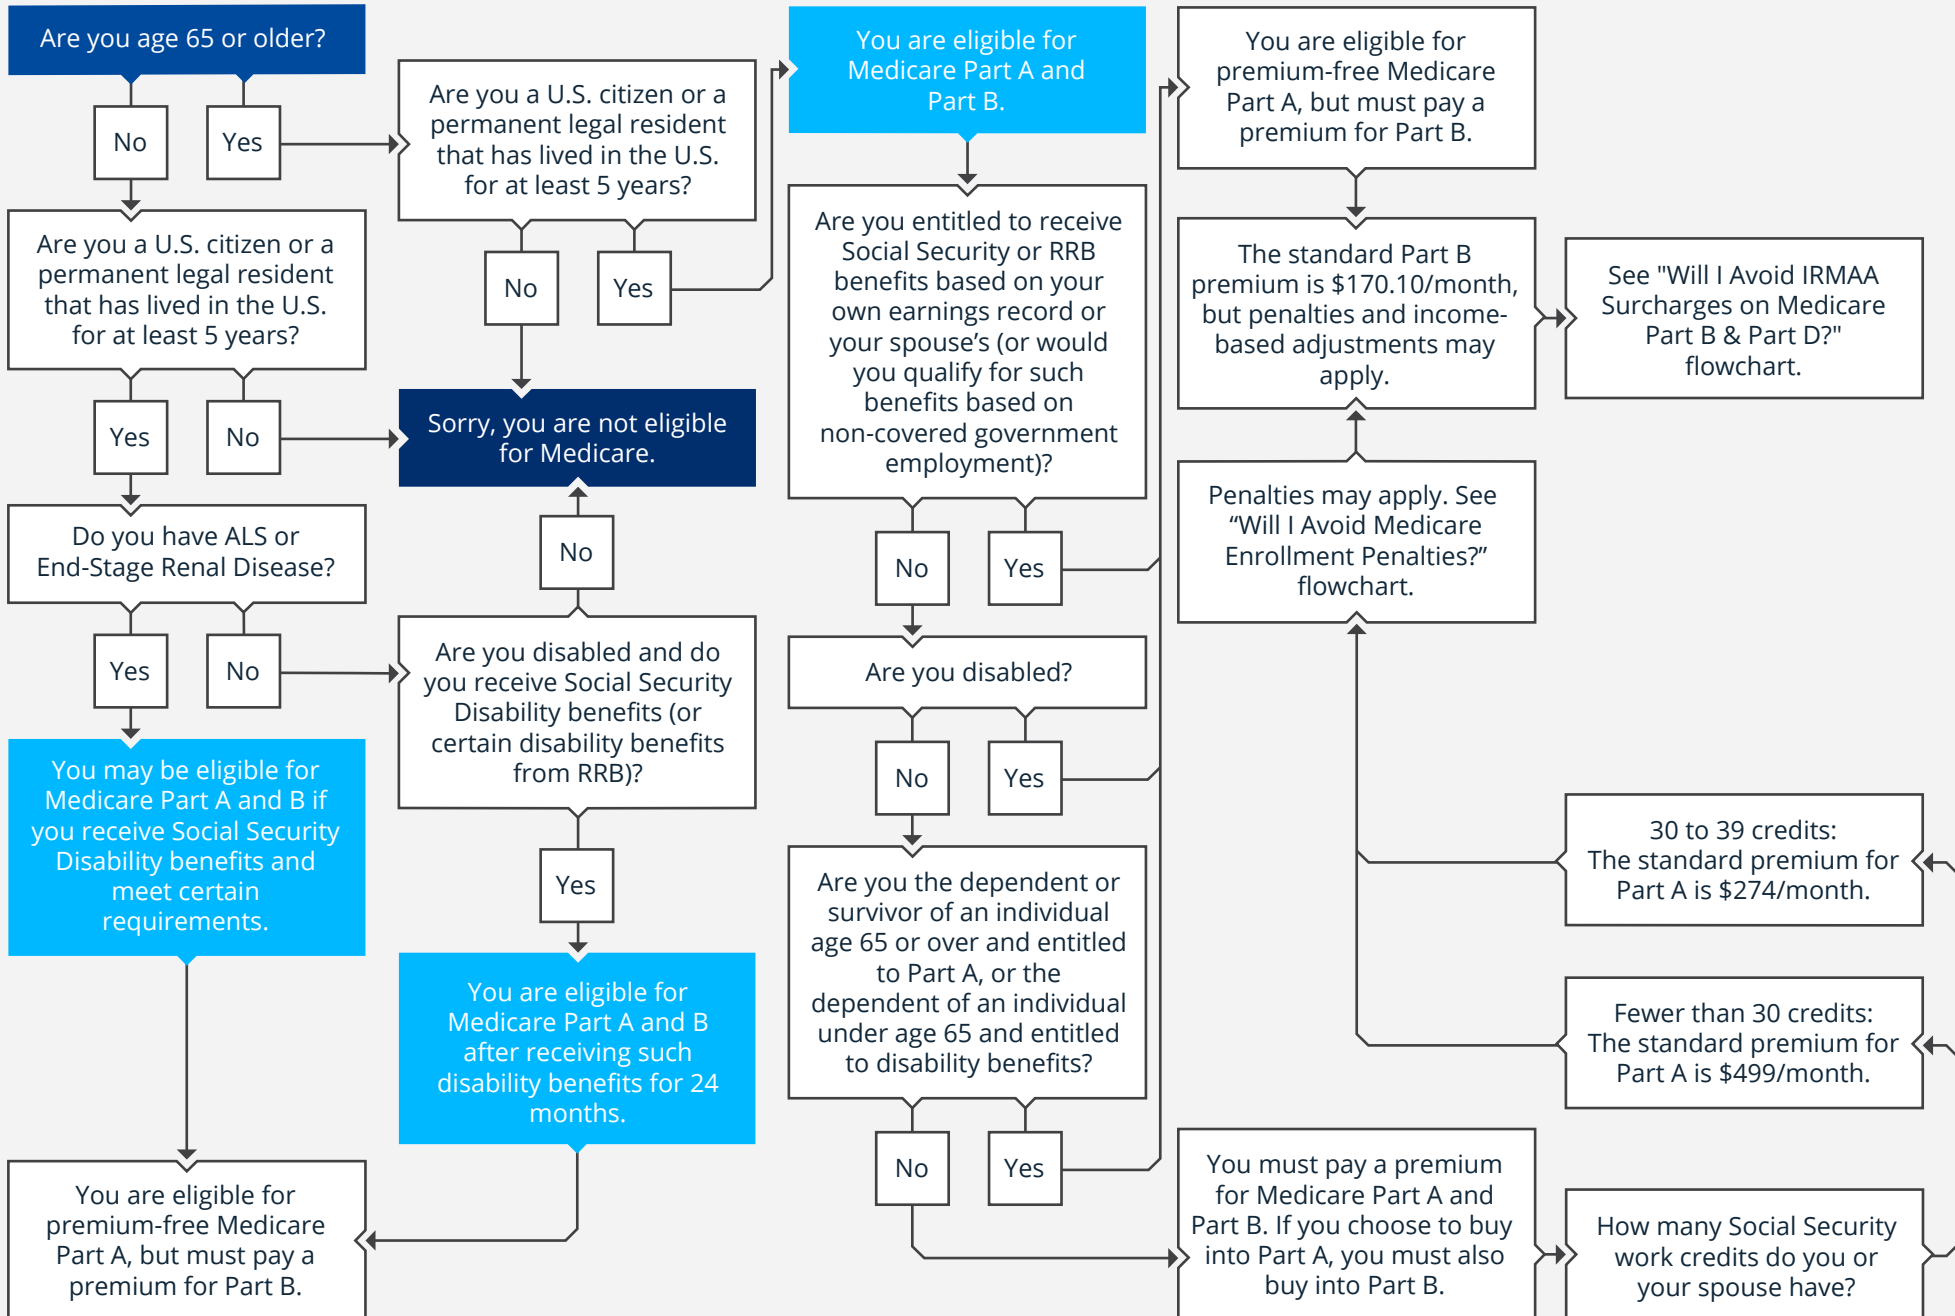 Are you age 65 or older?
No
Yes
Are you a U.S. citizen or a
permanent legal resident
that has lived in the U.S.
for at least 5 years?
Yes
No
Do you have ALS or
End-Stage Renal Disease?
Yes
No
You may be eligible for
Medicare Part A and B if
you receive Social Security
Disability benefits and
meet certain
requirements.
You are eligible for
premium-free Medicare
Part A, but must pay a
premium for Part B.
Are you a U.S. citizen or a
permanent legal resident
that has lived in the U.S.
for at least 5 years?
No
Yes
Sorry, you are not eligible
for Medicare.
No
Are you disabled and do
you receive Social Security
Disability benefits (or
certain disability benefits
from RRB)?
Yes
You are eligible for
Medicare Part A and B
after receiving such
disability benefits for 24
months.
You are eligible for
Medicare Part A and
Part B.
Are you entitled to receive
Social Security or RRB
benefits based on your
own earnings record or
your spouse’s (or would
you qualify for such
benefits based on
non-covered government
employment)?
No
Yes
Are you disabled?
No
Yes
Are you the dependent or
survivor of an individual
age 65 or over and entitled
to Part A, or the
dependent of an individual
under age 65 and entitled
to disability benefits?
No
Yes
You are eligible for
premium-free Medicare
Part A, but must pay a
premium for Part B.
The standard Part B
premium is $170.10/month,
but penalties and income-
based adjustments may
apply.
See "Will I Avoid IRMAA
Surcharges on Medicare
Part B & Part D?"
flowchart.
Penalties may apply. See
“Will I Avoid Medicare
Enrollment Penalties?”
flowchart.
30 to 39 credits:
The standard premium for
Part A is $274/month.
Fewer than 30 credits:
The standard premium for
Part A is $499/month.
You must pay a premium
for Medicare Part A and
Part B. If you choose to buy
into Part A, you must also
buy into Part B.
How many Social Security
work credits do you or
your spouse have?